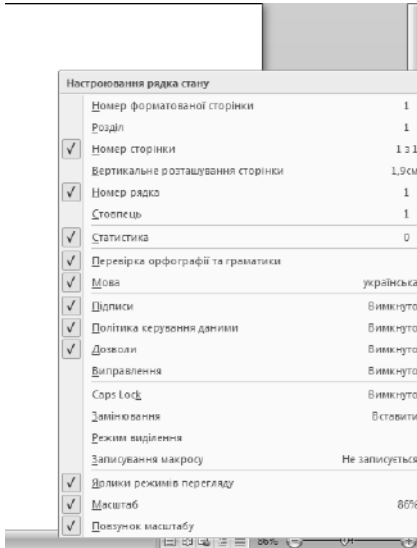 Настроювання рядка стану
Номер форматованої сторінки 1
Розділ 1
Номер сторінки 1 з 1
Вертикальне розташування сторінки 1,9см
Номер рядка 1
Стовпець 1
Статистика 0
Перевірка орфографії та граматики
Мова українська
Підписи Вимкнуто
Політика керування даними Вимкнуто
Дозволи Вимкнуто
Виправлення Вимкнуто
Caps Lock Вимкнуто
Замінювання Вставити
Режим виділення
Записування макросу Не записується
Ярлики режимів перегляду
Масштаб 86%
Повзунок масштабу
86%